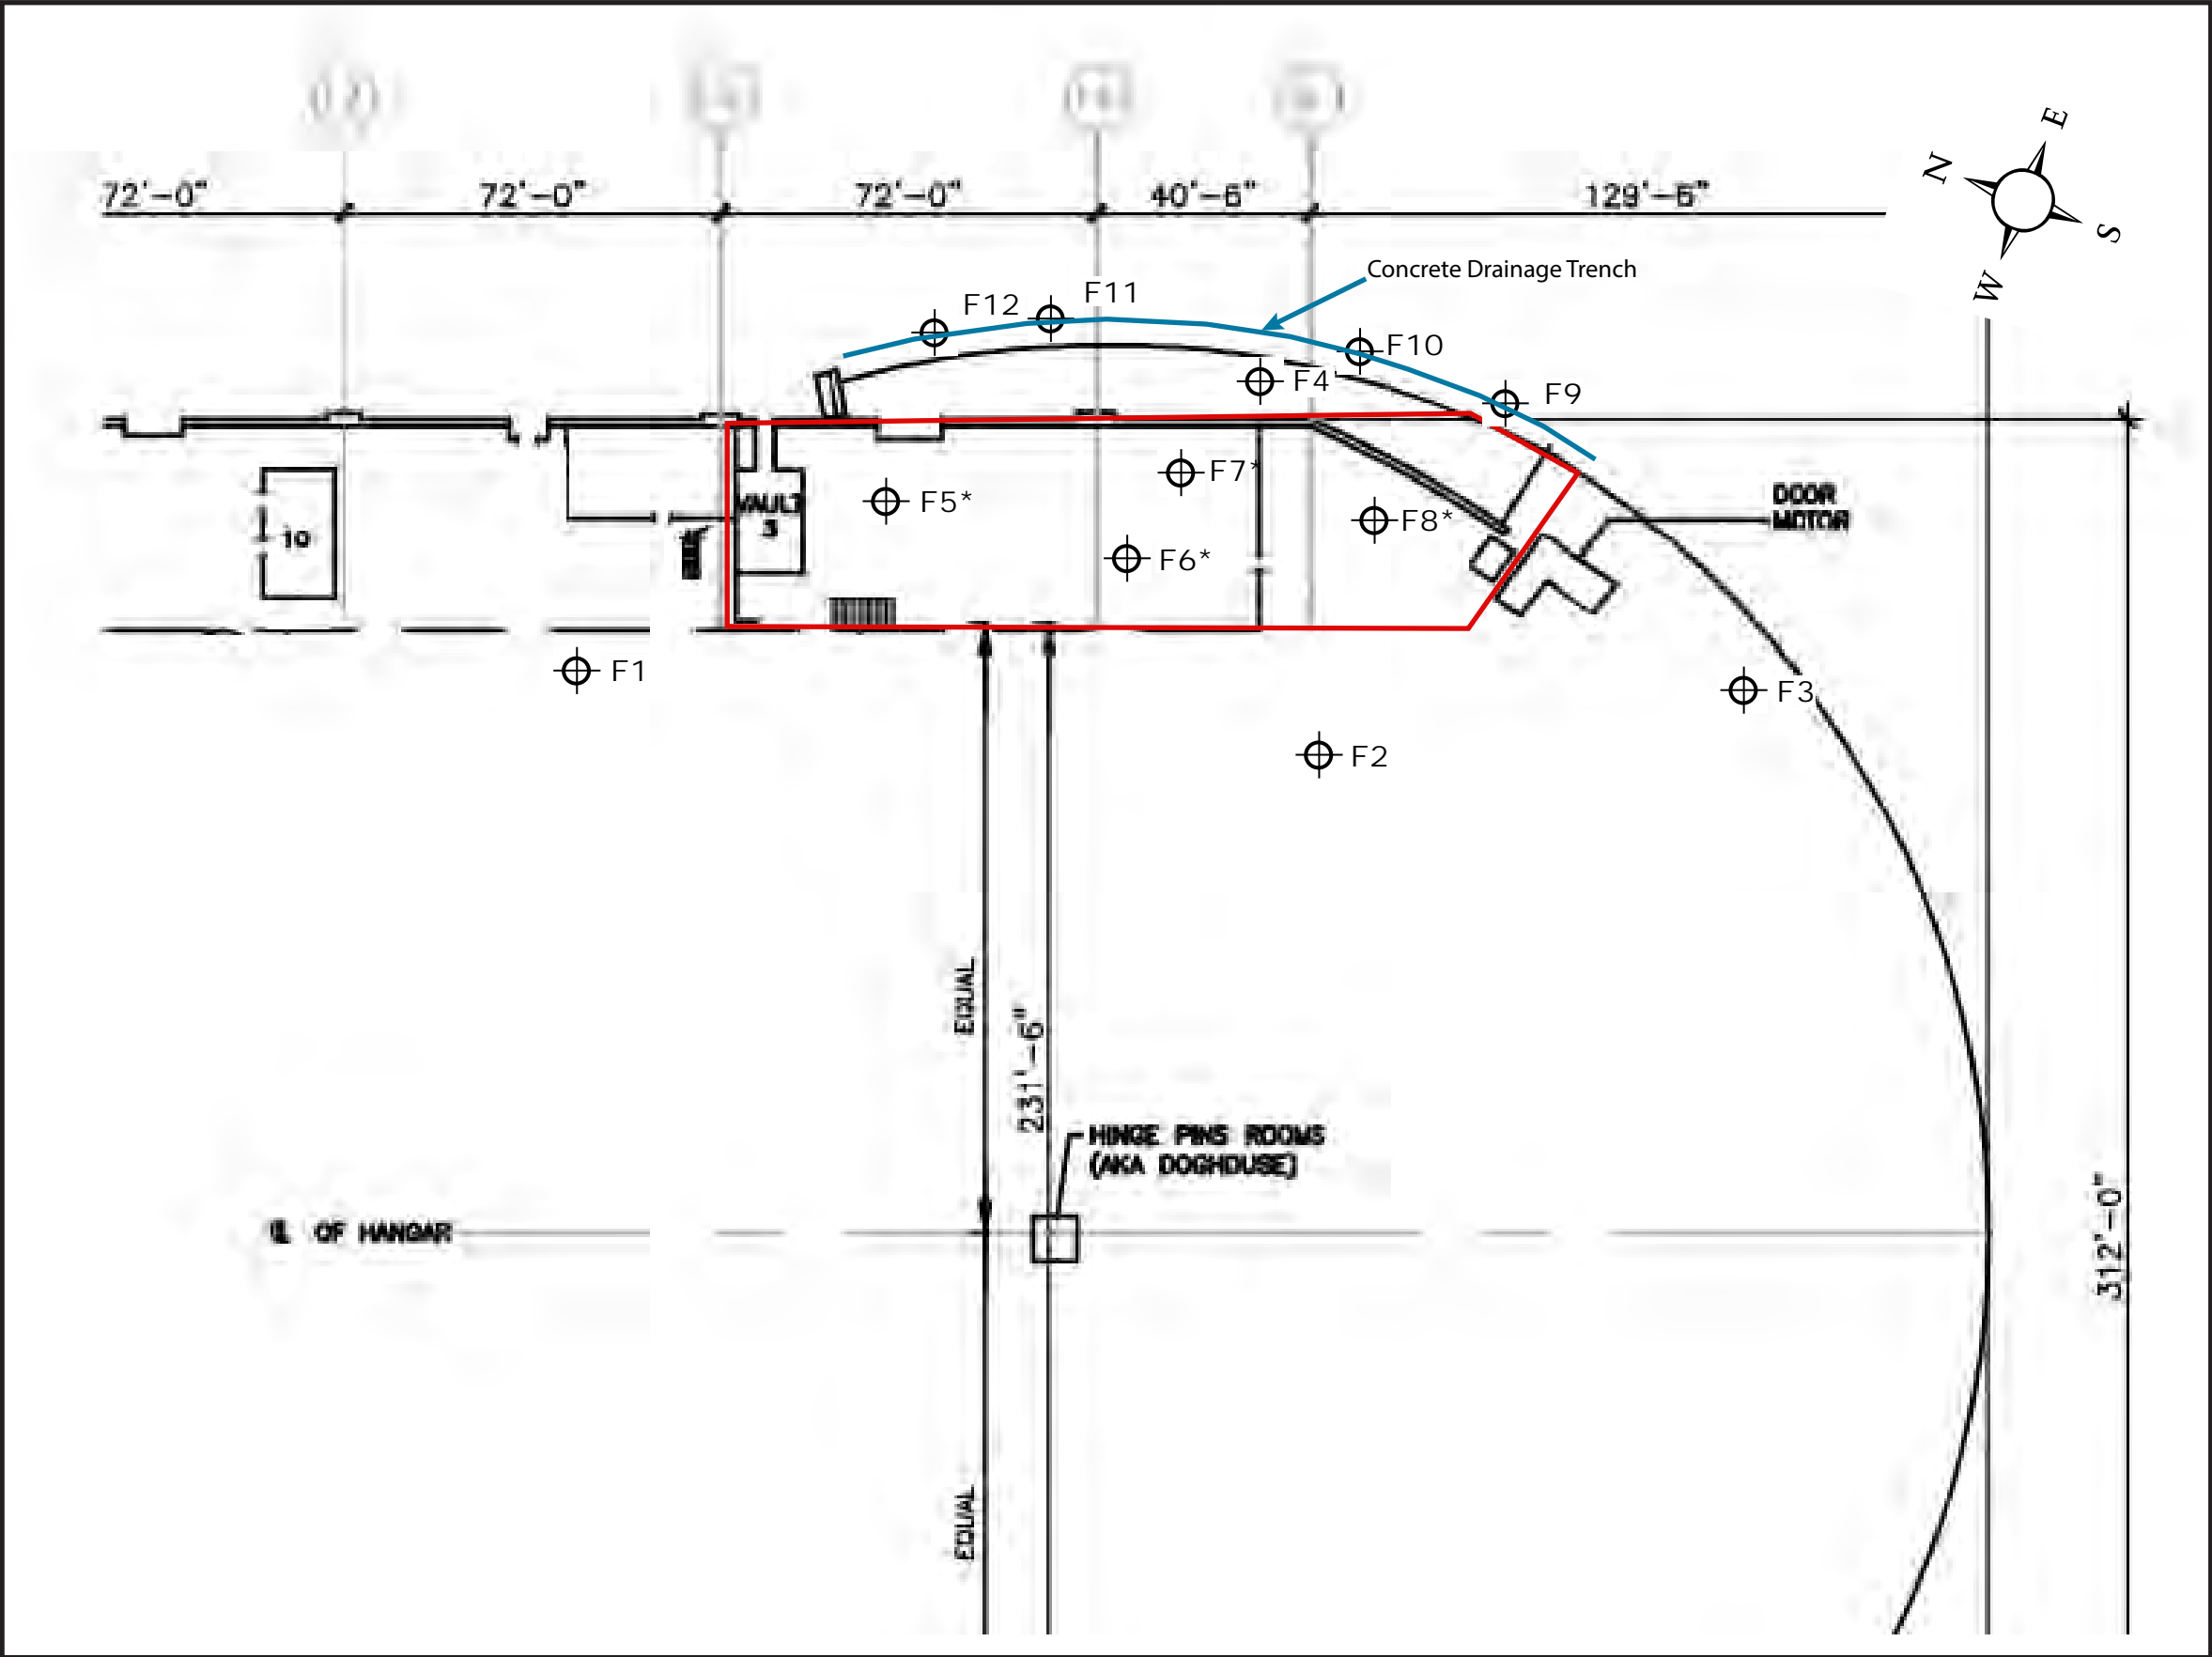 72'-0"
72'-0"
72'-0"
40'-6"
129'-6"
E
N
S
W
Concrete Drainage Trench
F12
F11
F10
F4
F9
F7*
F5*
F8*
F6*
VAULT
3
10
DOOR
MOTOR
F1
F3
F2
EQUAL
231'-6"
HINGE PINS ROOMS
(AKA DOGHOUSE)
℄ OF HANGAR
312'-0"
EQUAL